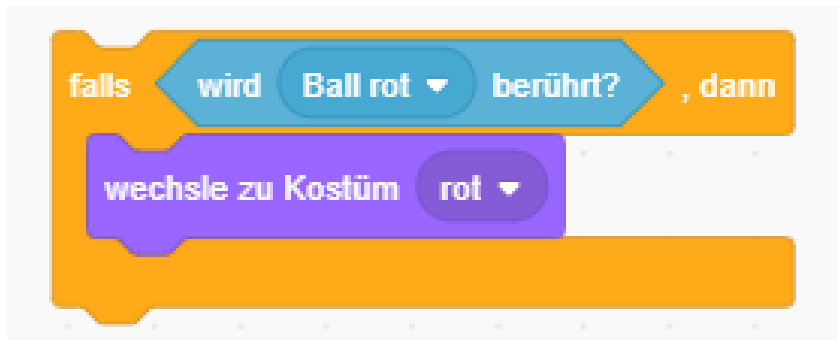 falls wird Ball rot berührt? , dann
wechsle zu Kostüm rot